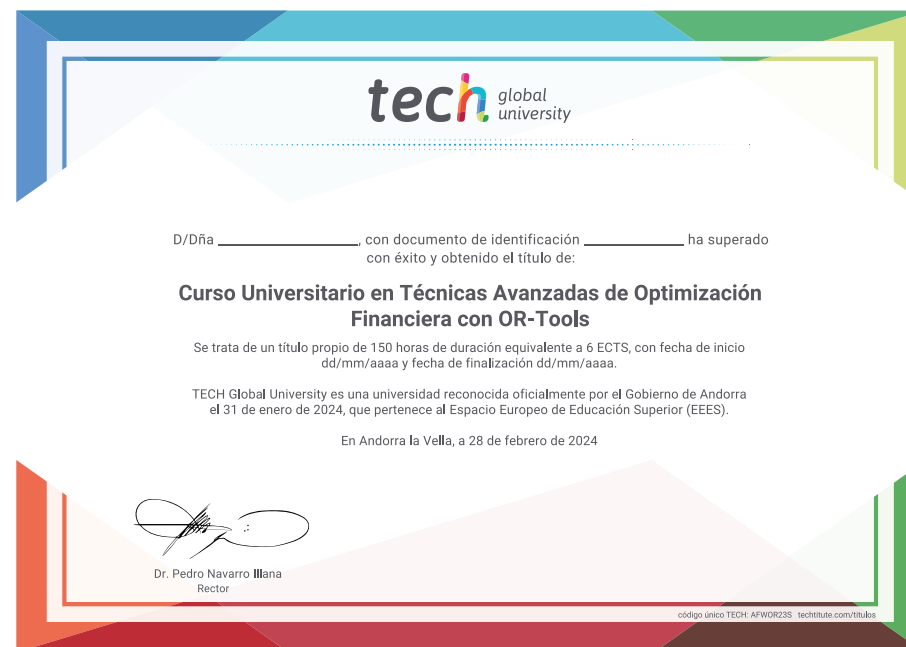 tech global university
D/Dña ____________________, con documento de identificación ______________ ha superado
con éxito y obtenido el título de:
Curso Universitario en Técnicas Avanzadas de Optimización
Financiera con OR-Tools
Se trata de un título propio de 150 horas de duración equivalente a 6 ECTS, con fecha de inicio
dd/mm/aaaa y fecha de finalización dd/mm/aaaa.
TECH Global University es una universidad reconocida oficialmente por el Gobierno de Andorra
el 31 de enero de 2024, que pertenece al Espacio Europeo de Educación Superior (EEES).
En Andorra la Vella, a 28 de febrero de 2024
Dr. Pedro Navarro Illana
Rector
código único TECH: AFWOR23S techtitute.com/titulos